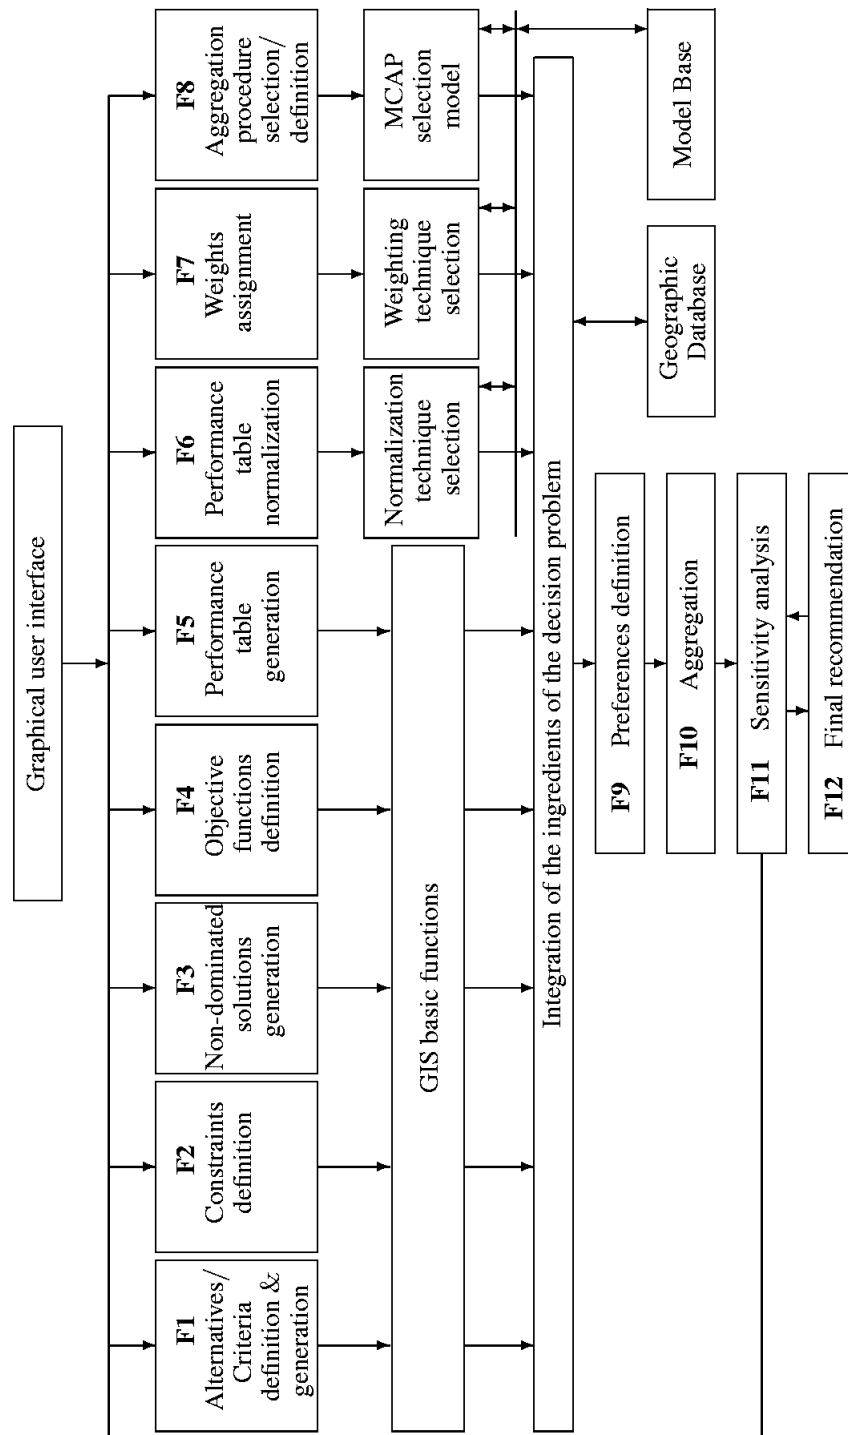 Graphical user interface
F1
Alternatives/
Criteria
definition &
generation
F2
Constraints
definition
F3
Non-dominated
solutions
generation
F4
Objective
functions
definition
F5
Performance
table
generation
F6
Performance
table
normalization
F7
Weights
assignment
F8
Aggregation
procedure
selection/
definition
GIS basic functions
Normalization
technique
selection
Weighting
technique
selection
MCAP
selection
model
Integration of the ingredients of the decision problem
F9 Preferences definition
F10 Aggregation
F11 Sensitivity analysis
F12 Final recommendation
Geographic
Database
Model Base